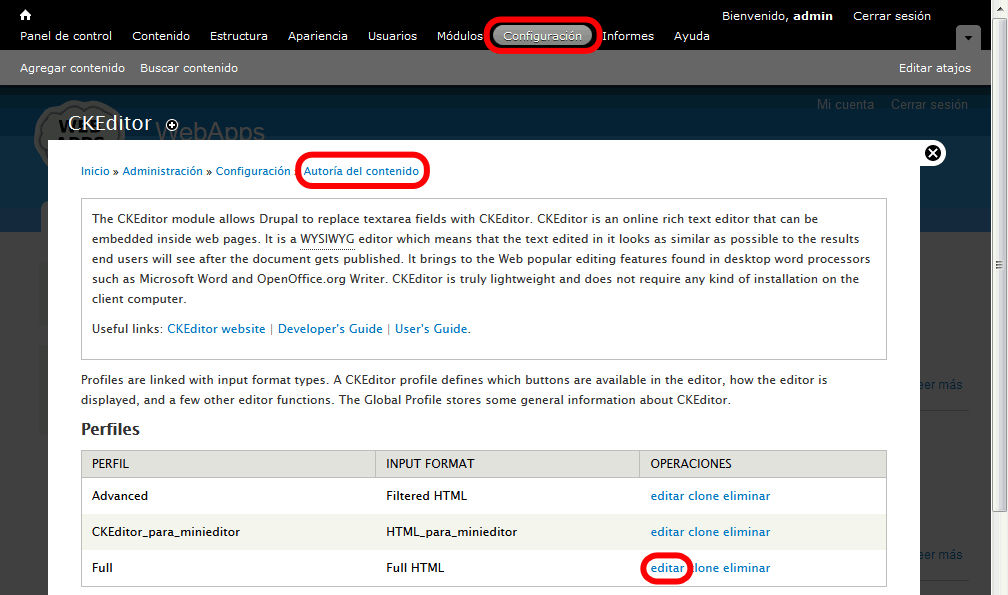 Bienvenido, admin Cerrar sesión
Panel de control Contenido Estructura Apariencia Usuarios Módulos Configuración Informes Ayuda
Agregar contenido Buscar contenido Editar atajos
Mi cuenta Cerrar sesión
CKEditor WebApps
Inicio » Administración » Configuración » Autoría del contenido
The CKEditor module allows Drupal to replace textarea fields with CKEditor. CKEditor is an online rich text editor that can be
embedded inside web pages. It is a WYSIWYG editor which means that the text edited in it looks as similar as possible to the results
end users will see after the document gets published. It brings to the Web popular editing features found in desktop word processors
such as Microsoft Word and OpenOffice.org Writer. CKEditor is truly lightweight and does not require any kind of installation on the
client computer.
Useful links: CKEditor website | Developer's Guide | User's Guide.
eer más
Profiles are linked with input format types. A CKEditor profile defines which buttons are available in the editor, how the editor is
displayed, and a few other editor functions. The Global Profile stores some general information about CKEditor.
Perfiles
PERFIL INPUT FORMAT OPERACIONES
Advanced Filtered HTML editar clone eliminar
CKEditor_para_minieditor HTML_para_minieditor editar clone eliminar
eer más
Full Full HTML editar clone eliminar